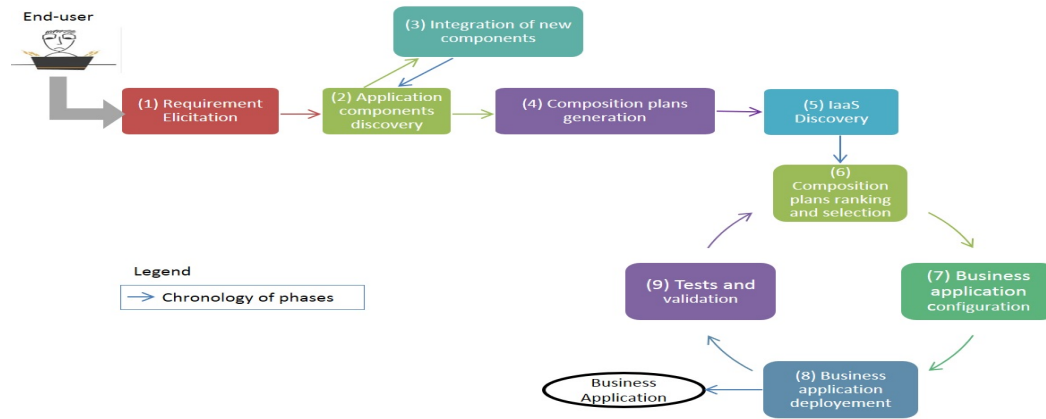 End-user
(3) Integration of new
components
(1) Requirement
Elicitation
(2) Application
components
discovery
(4) Composition plans
generation
(5) IaaS
Discovery
(6)
Composition
plans ranking
and selection
(7) Business
application
configuration
(8) Business
application
deployement
(9) Tests and
validation
Business
Application
Legend
Chronology of phases